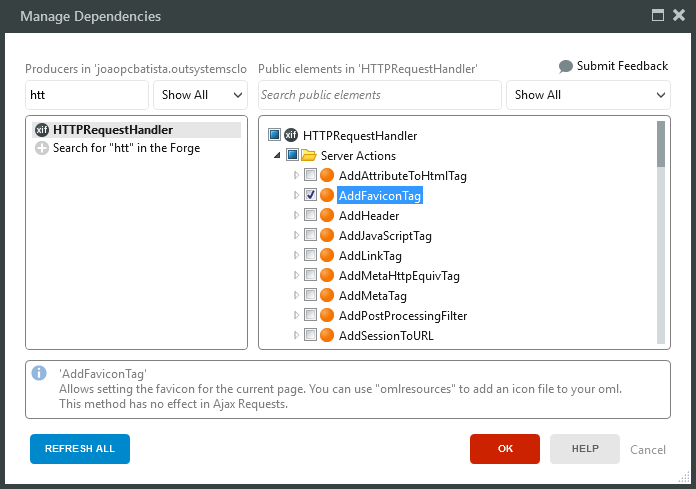 Manage Dependencies
Producers in 'joaopcbatista.outsystemsclo
Public elements in 'HTTPRequestHandler'
Submit Feedback
htt
Show All
Search public elements
Show All
xif HTTPRequestHandler
Search for "htt" in the Forge
xif HTTPRequestHandler
Server Actions
AddAttributeToHtmlTag
AddFaviconTag
AddHeader
AddJavaScriptTag
AddLinkTag
AddMetaHttpEquivTag
AddMetaTag
AddPostProcessingFilter
AddSessionToURL
'AddFaviconTag'
Allows setting the favicon for the current page. You can use "omlresources" to add an icon file to your oml.
This method has no effect in Ajax Requests.
REFRESH ALL
OK
HELP
Cancel